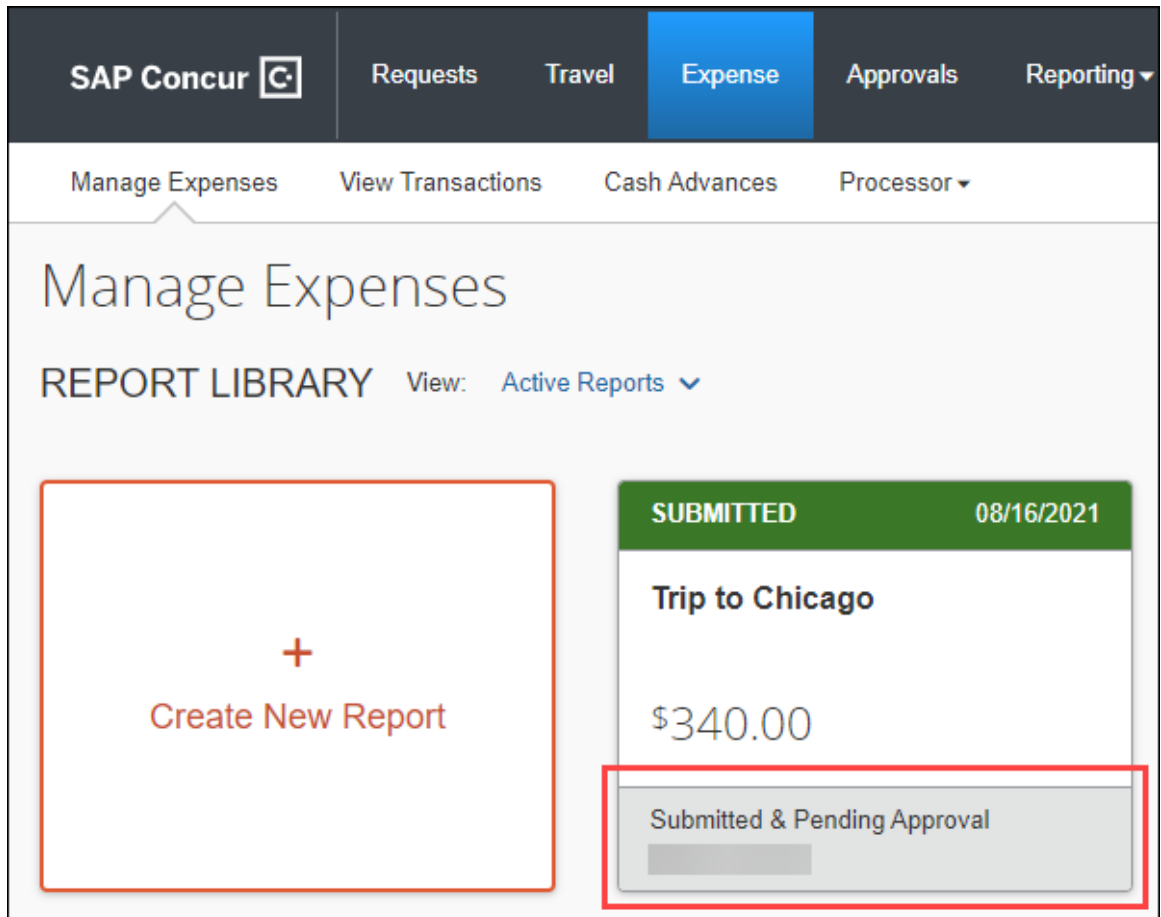 SAP Concur C Requests Travel Expense Approvals Reporting
Manage Expenses View Transactions Cash Advances Processor
Manage Expenses
REPORT LIBRARY View: Active Reports
+
Create New Report
SUBMITTED 08/16/2021
Trip to Chicago
$340.00
Submitted & Pending Approval